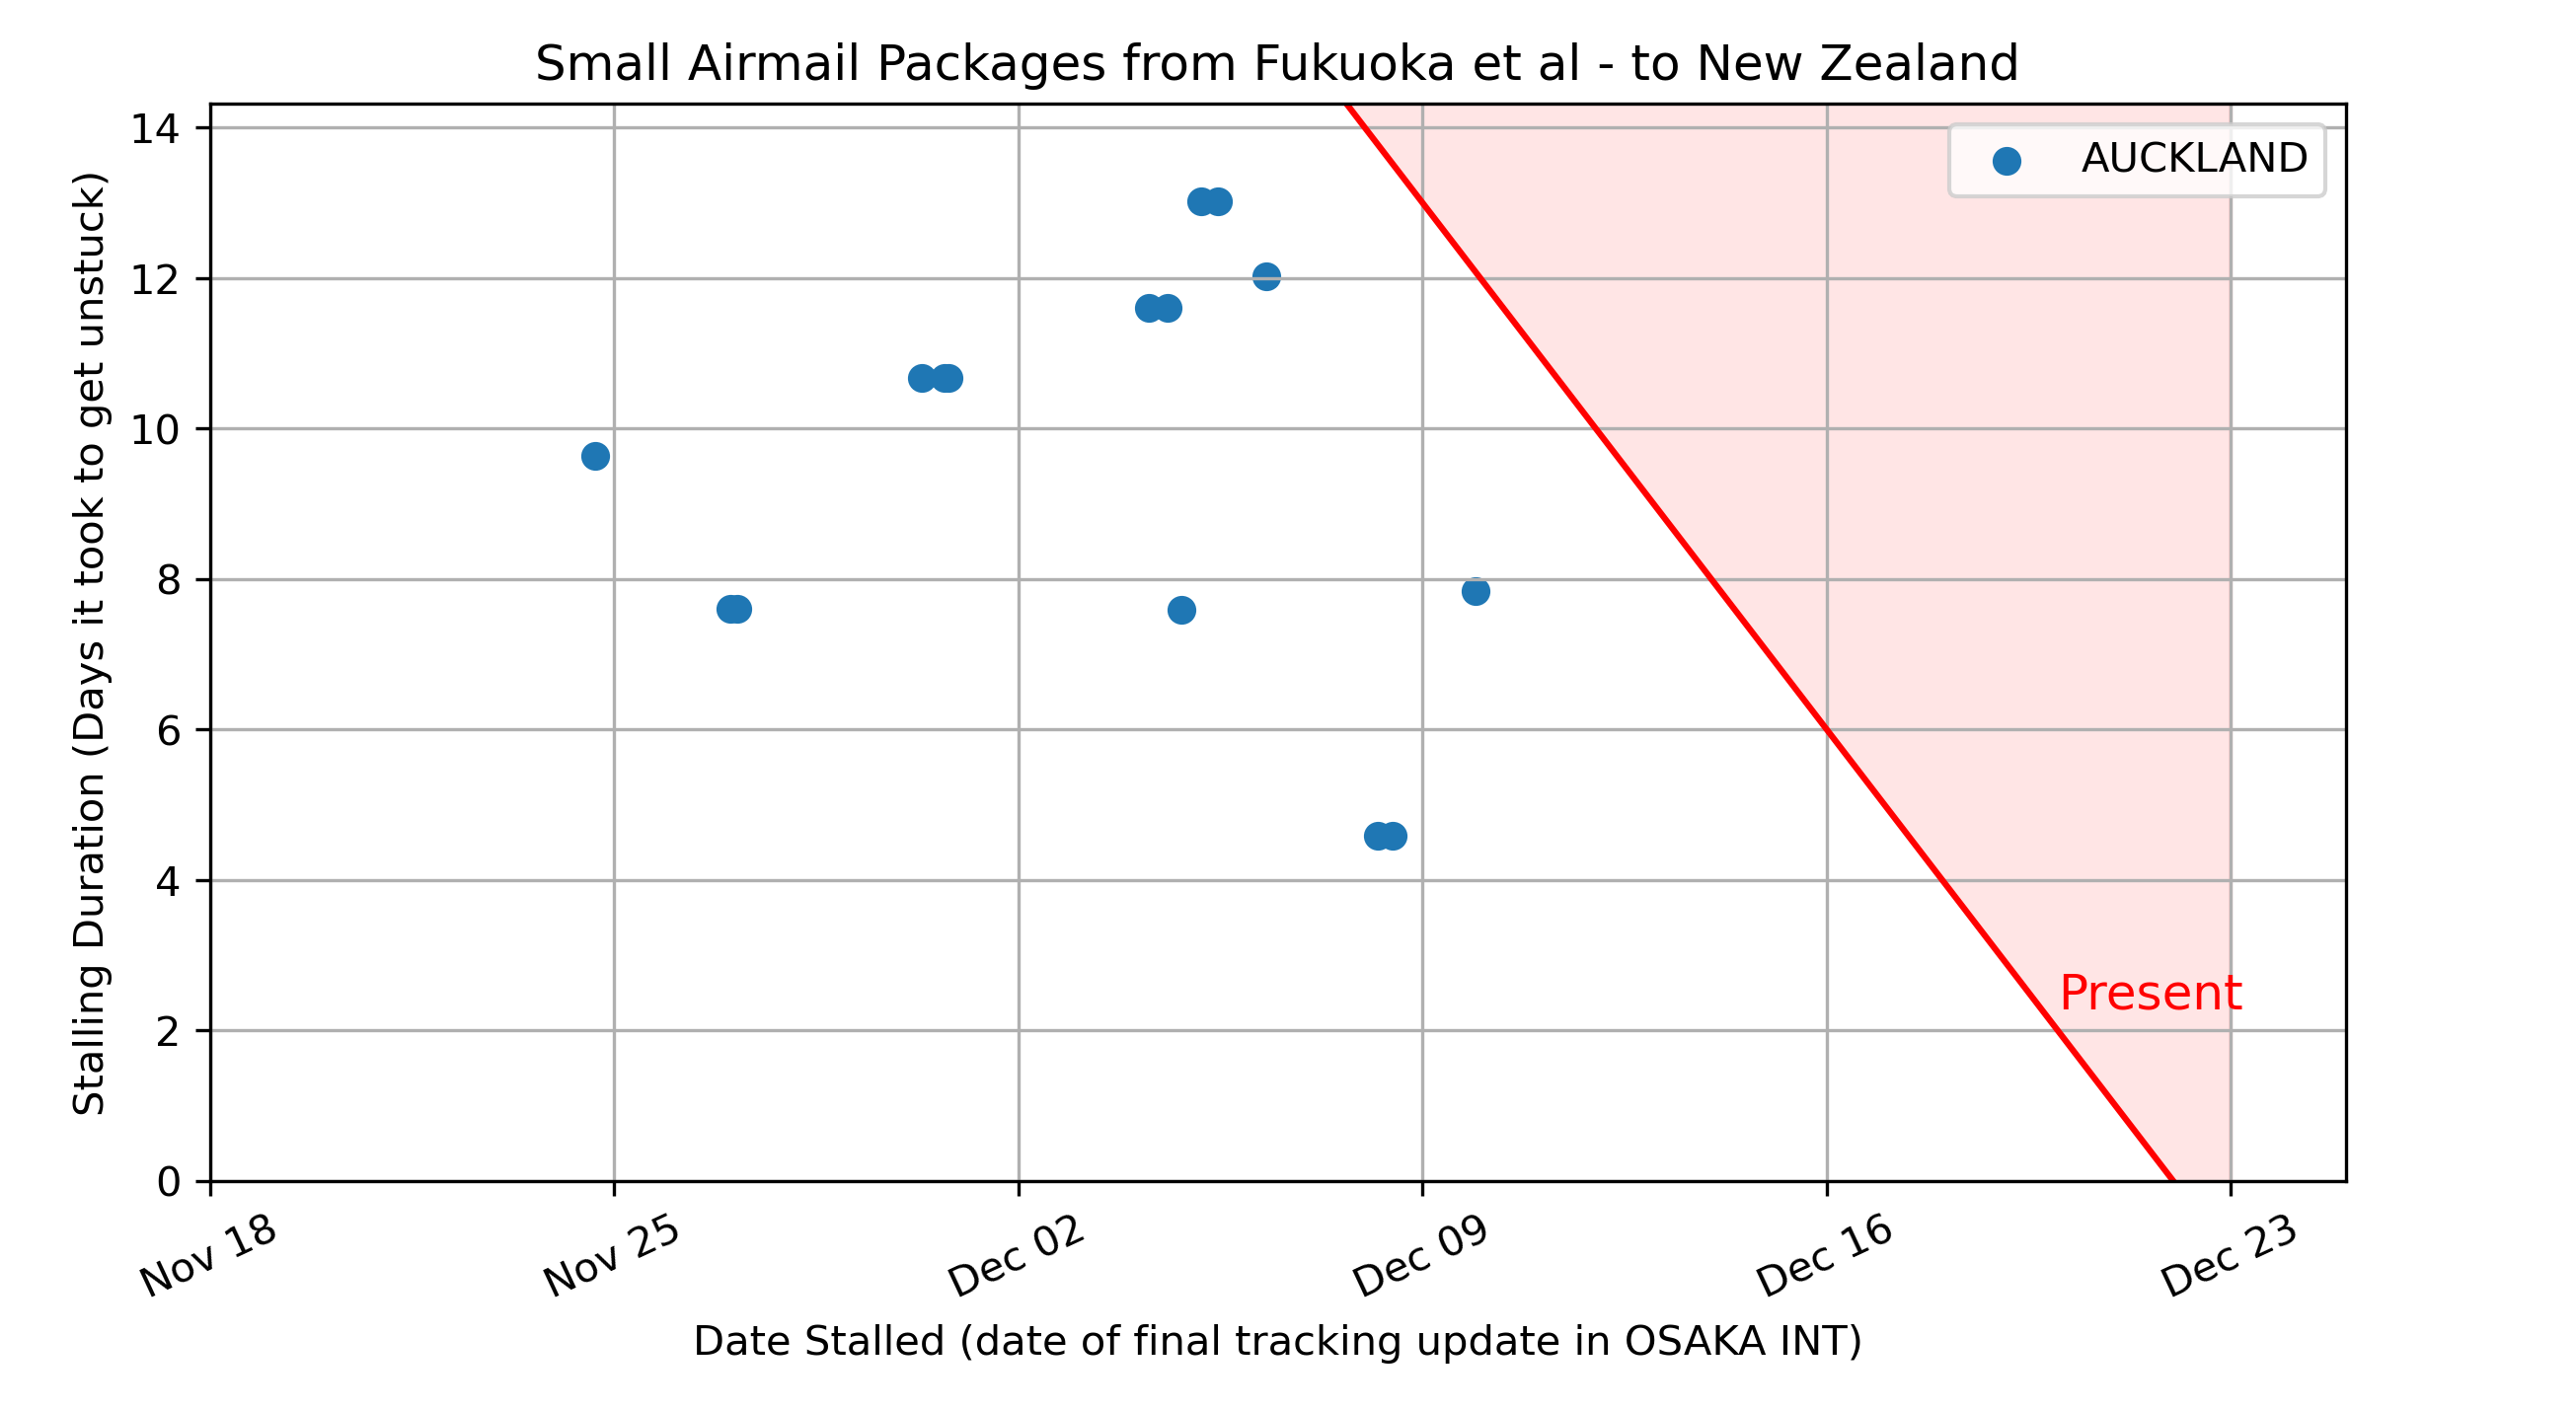 Small Airmail Packages from Fukuoka et al - to New Zealand
AUCKLAND
Stalling Duration (Days it took to get unstuck)
14
12
10
8
6
4
2
0
Present
Nov 18
Nov 25
Dec 02
Dec 09
Dec 16
Dec 23
Date Stalled (date of final tracking update in OSAKA INT)